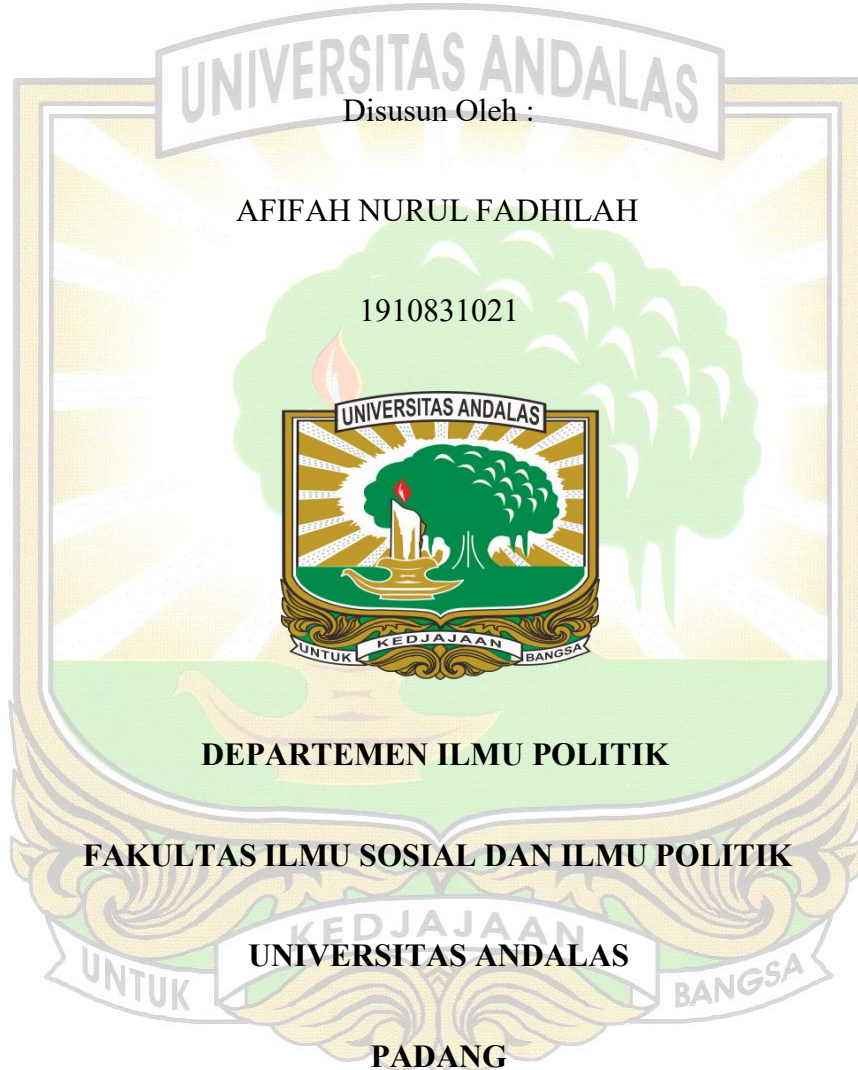 UNIVERSITAS ANDALAS
Disusun Oleh :
AFIFAH NURUL FADHILAH
1910831021
UNIVERSITAS ANDALAS
UNTUK KEDJAJAAN BANGSA
DEPARTEMEN ILMU POLITIK
FAKULTAS ILMU SOSIAL DAN ILMU POLITIK
UNIVERSITAS ANDALAS
UNTUK KEDJAJAAN BANGSA
PADANG